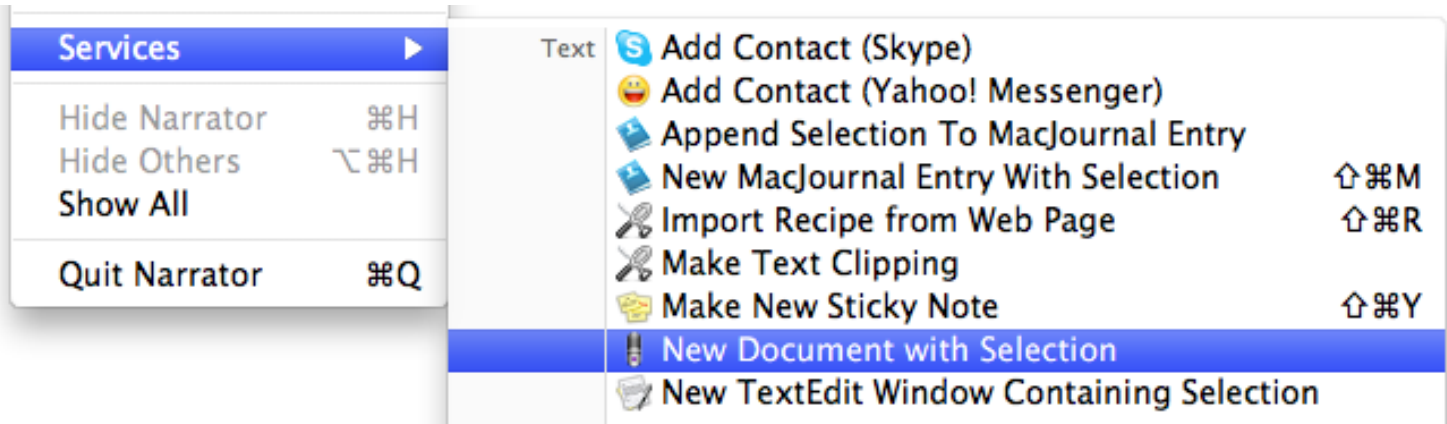 Services ▶
Hide Narrator ⌘H
Hide Others ⌥⌘H
Show All
Quit Narrator ⌘Q
Text Add Contact (Skype)
Add Contact (Yahoo! Messenger)
Append Selection To MacJournal Entry
New MacJournal Entry With Selection ⇧⌘M
Import Recipe from Web Page ⇧⌘R
Make Text Clipping
Make New Sticky Note ⇧⌘Y
New Document with Selection
New TextEdit Window Containing Selection